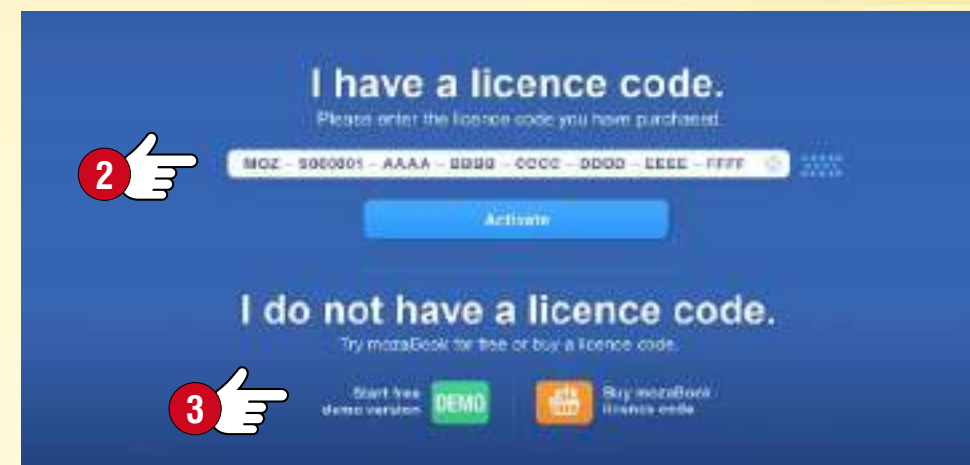 I have a licence code.
Please enter the licence code you have purchased.
2
MOZ - S000001 - AAAA - BBBB - CCCC - DDDD - EEEE - FFFF
Activate
I do not have a licence code.
Try mozaBook for free or buy a licence code.
3
Start free
demo version
DEMO
Buy mozaBook
licence code